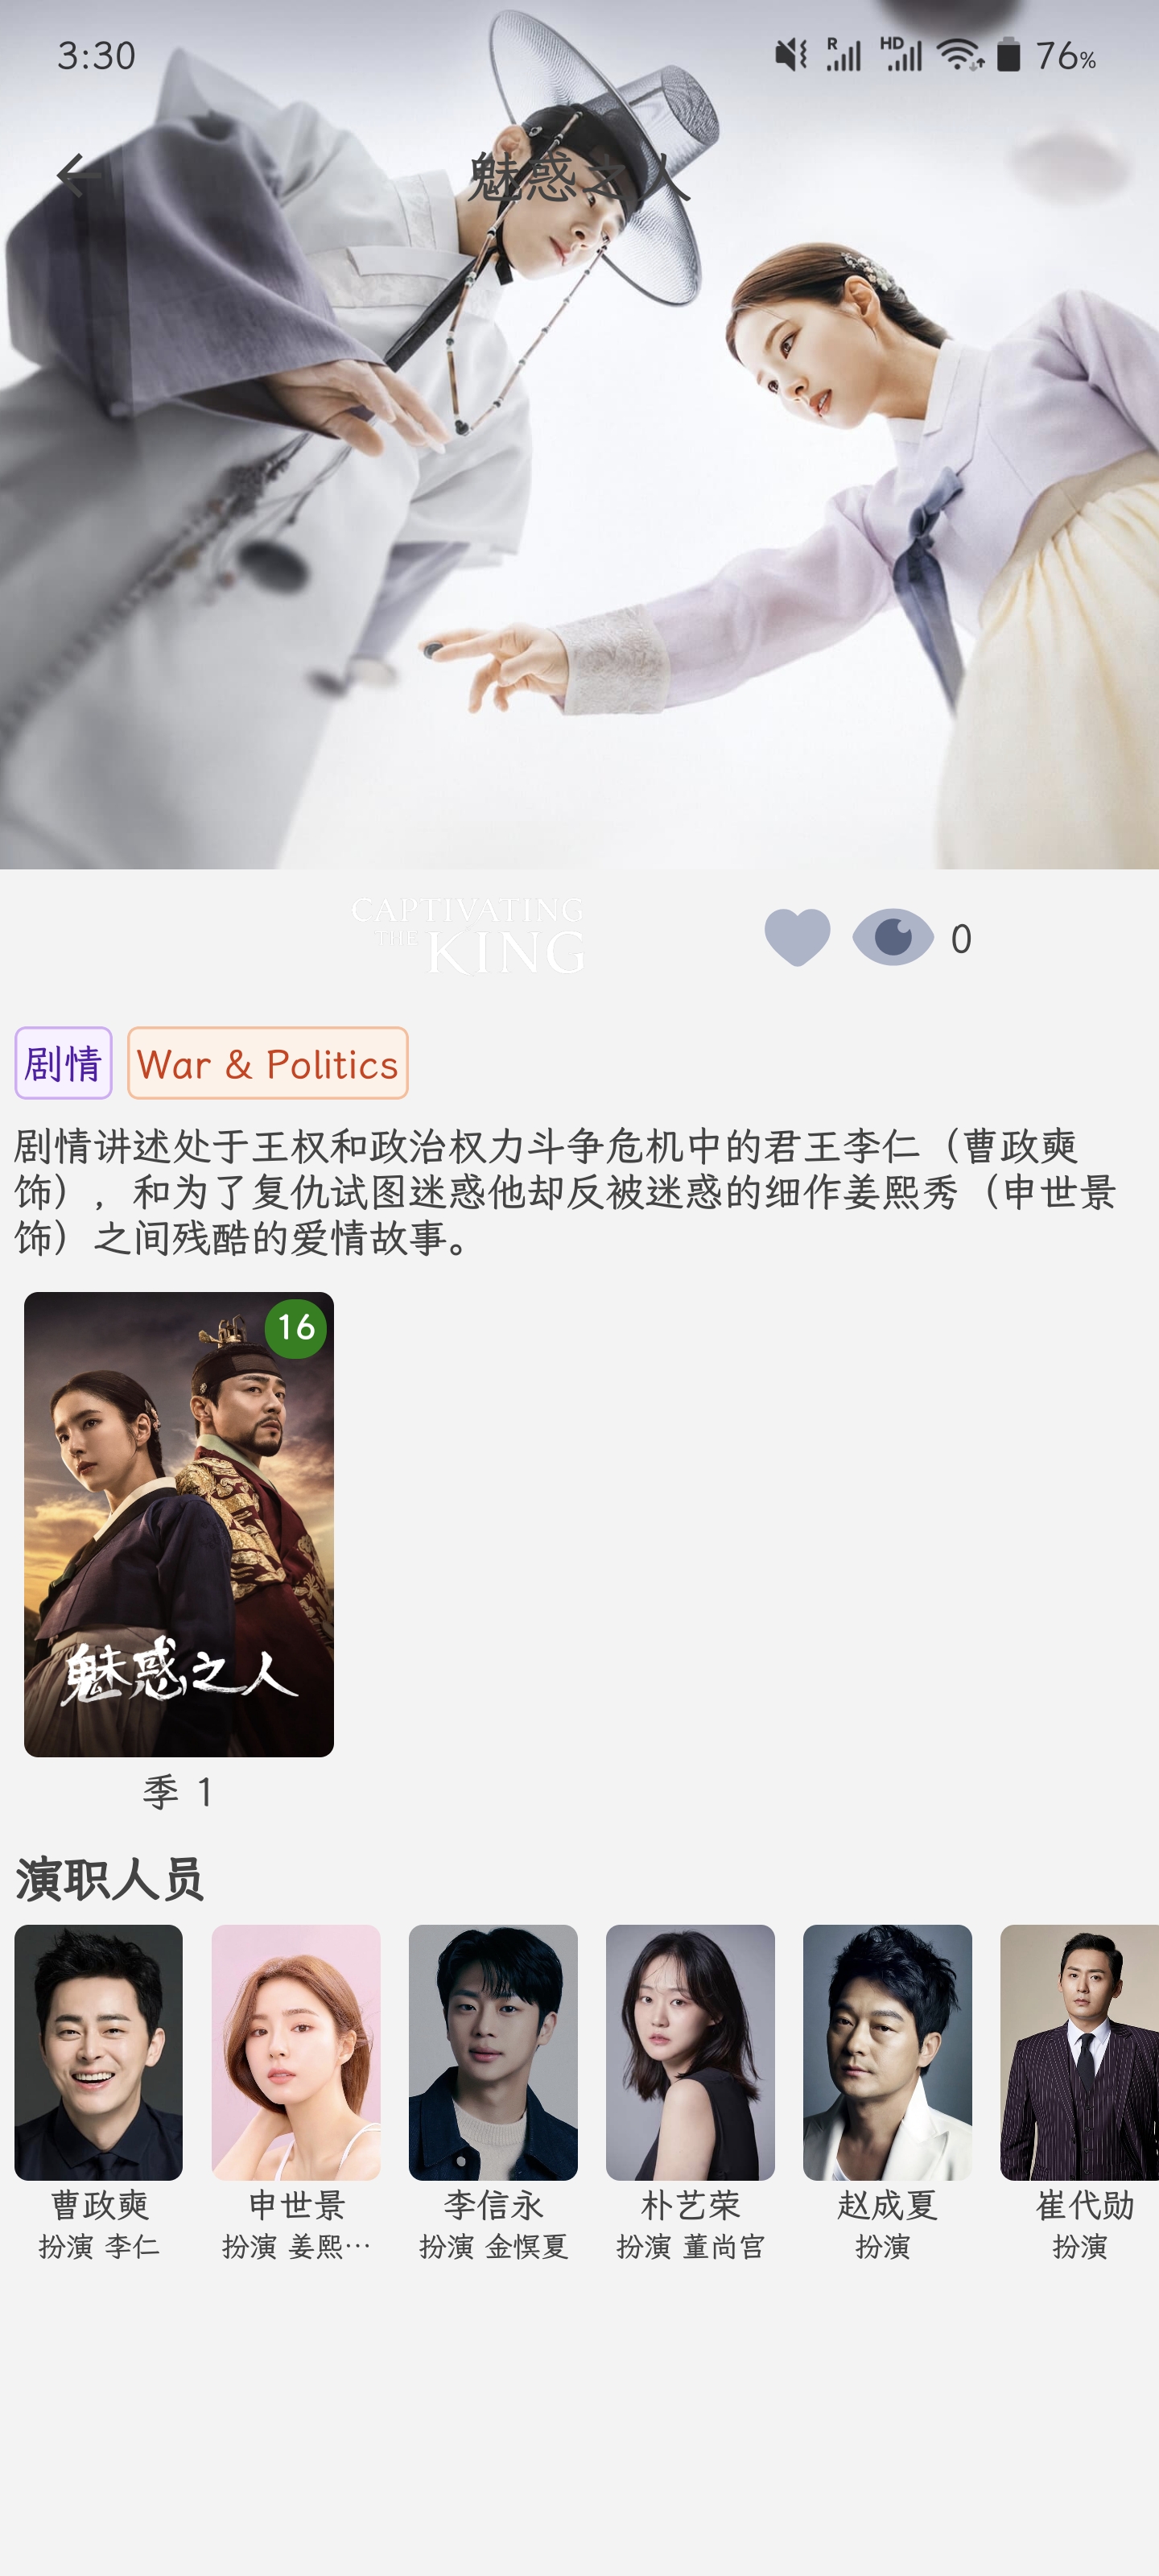 3:30
R
HD
76%
魅惑之人
CAPTIVATING
THE KING
0
剧情
War & Politics
剧情讲述处于王权和政治权力斗争危机中的君王李仁（曹政奭
饰），和为了复仇试图迷惑他却反被迷惑的细作姜熙秀（申世景
饰）之间残酷的爱情故事。
16
魅惑之人
季 1
演职人员
曹政奭
扮演 李仁
申世景
扮演 姜熙…
李信永
扮演 金愰夏
朴艺荣
扮演 董尚宫
赵成夏
扮演
崔代勋
扮演